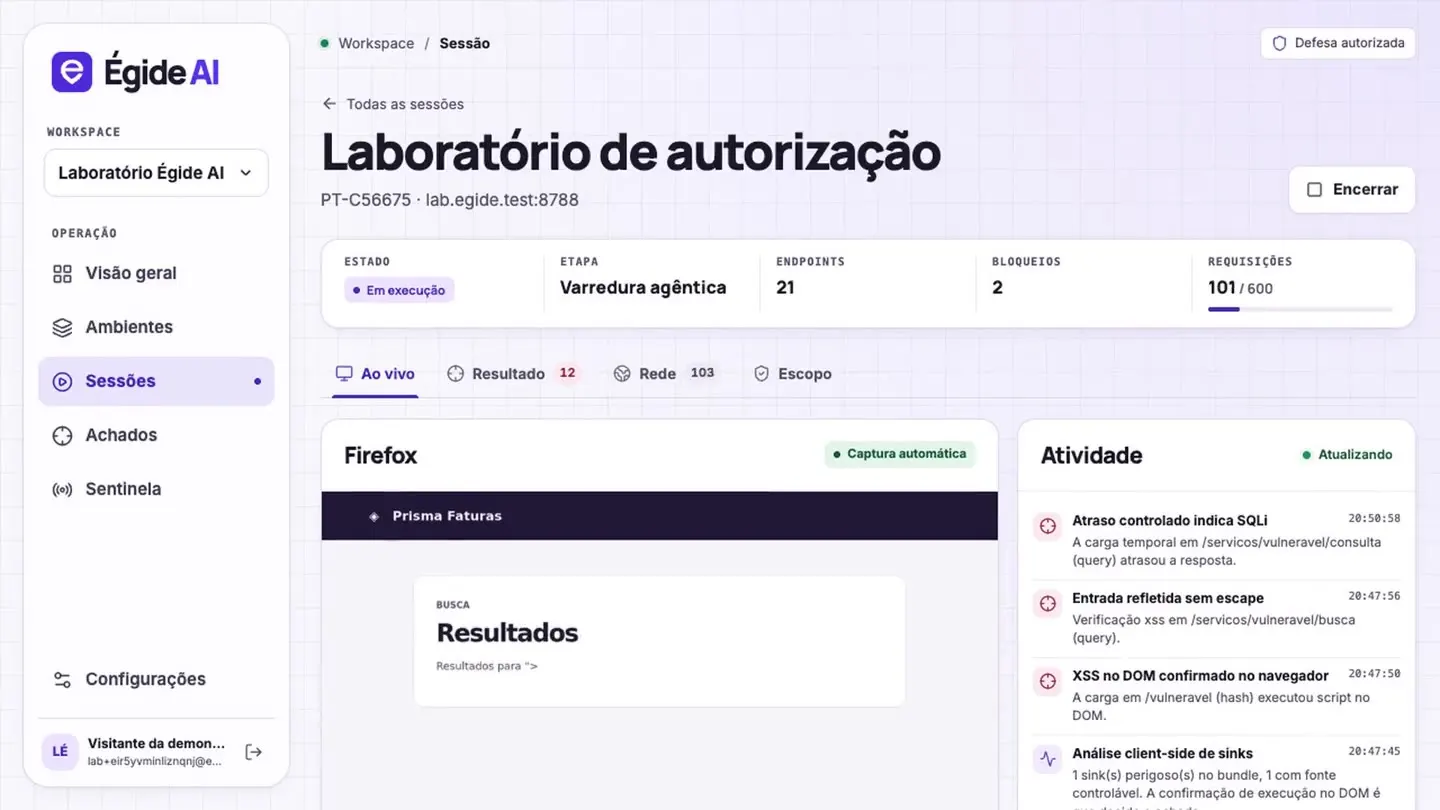 Égide AI
WORKSPACE
Laboratório Égide AI
OPERAÇÃO
Visão geral
Ambientes
Sessões
Achados
Sentinela
Configurações
LÉ
Visitante da demon...
lab+eir5yvminliznqnj@e...
Workspace / Sessão
Defesa autorizada
← Todas as sessões
Laboratório de autorização
PT-C56675 · lab.egide.test:8788
Encerrar
ESTADO
Em execução
ETAPA
Varredura agêntica
ENDPOINTS
21
BLOQUEIOS
2
REQUISIÇÕES
101 / 600
Ao vivo
Resultado 12
Rede 103
Escopo
Firefox
Captura automática
Prisma Faturas
BUSCA
Resultados
Resultados para ">
Atividade
Atualizando
Atraso controlado indica SQLi 20:50:58
A carga temporal em /servicos/vulneravel/consulta
(query) atrasou a resposta.
Entrada refletida sem escape 20:47:56
Verificação xss em /servicos/vulneravel/busca
(query).
XSS no DOM confirmado no navegador 20:47:50
A carga em /vulneravel (hash) executou script no
DOM.
Análise client-side de sinks 20:47:45
1 sink(s) perigoso(s) no bundle, 1 com fonte
controlável. A confirmação de execução no DOM é